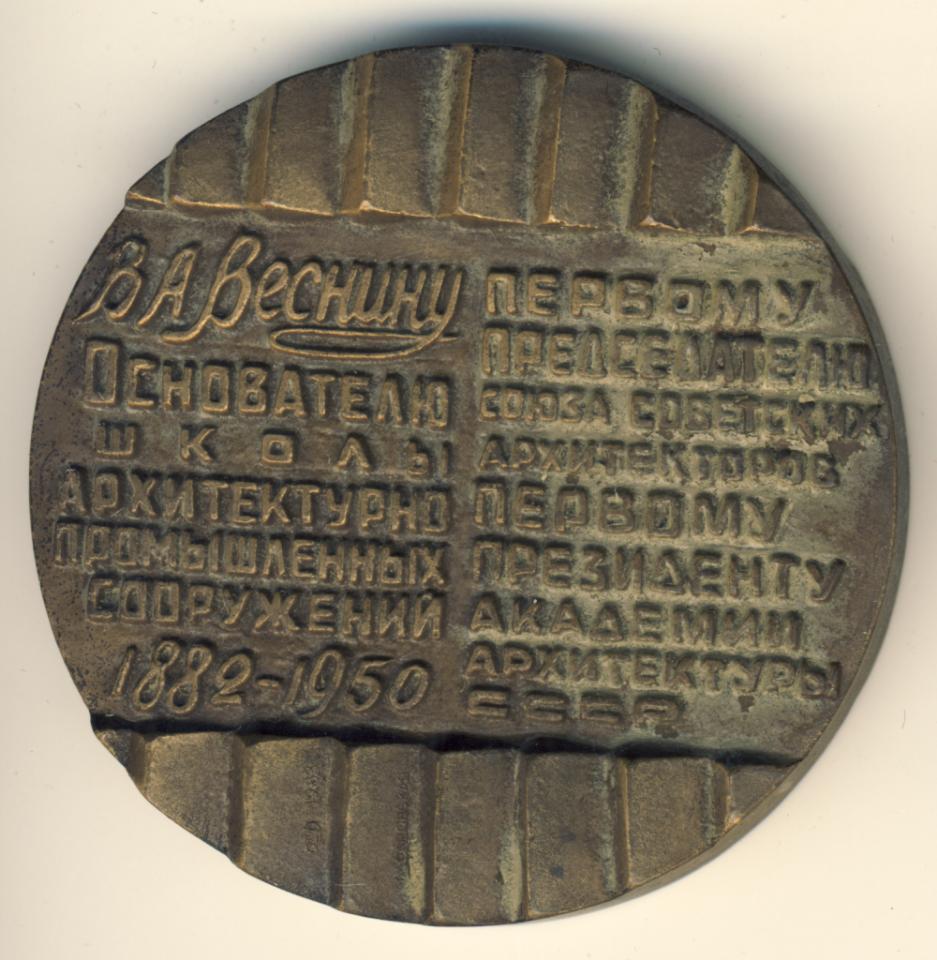 В А Веснину
Основателю
школы
архитектурно
промышленных
сооружений
1882-1950
первому
председателю
союза советских
архитекторов
первому
президенту
академии
архитектуры
СССР